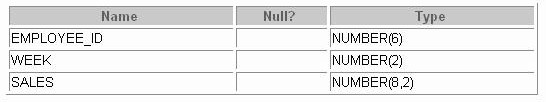 Name Null? Type
EMPLOYEE_ID NUMBER(6)
WEEK NUMBER(2)
SALES NUMBER(8,2)